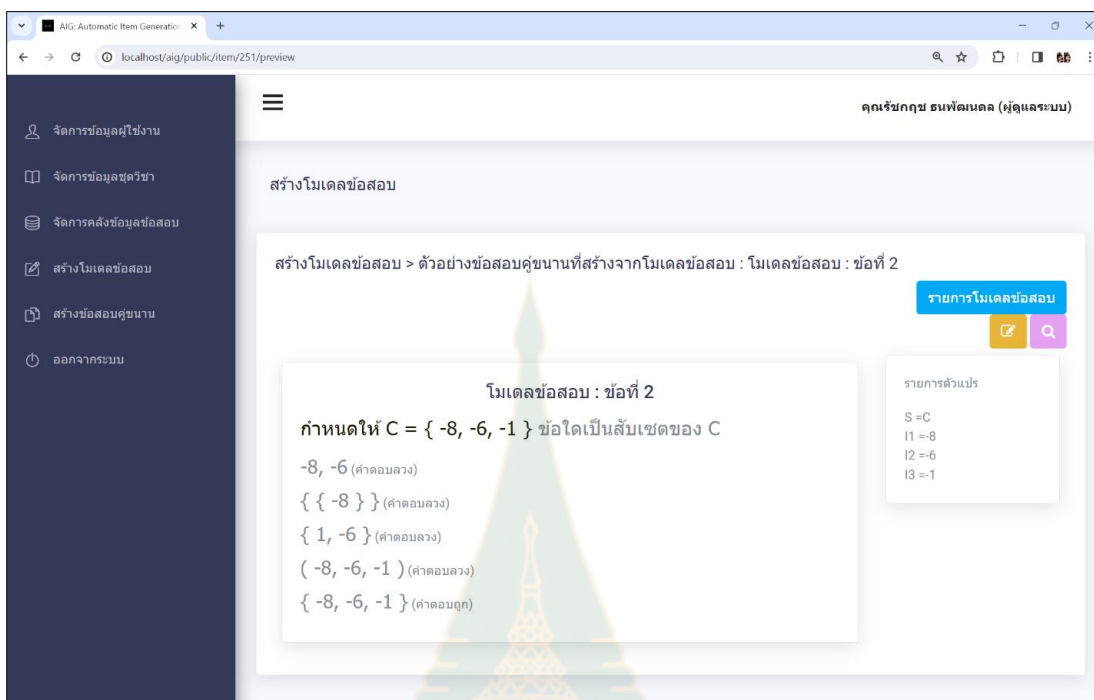 AIG: Automatic Item Generation
localhost/aig/public/item/251/preview
คุณรัชกฤช ธนพัฒนดล (ผู้ดูแลระบบ)
จัดการข้อมูลผู้ใช้งาน
จัดการข้อมูลชุดวิชา
จัดการคลังข้อมูลข้อสอบ
สร้างโมเดลข้อสอบ
สร้างข้อสอบคู่ขนาน
ออกจากระบบ
สร้างโมเดลข้อสอบ
สร้างโมเดลข้อสอบ > ตัวอย่างข้อสอบคู่ขนานที่สร้างจากโมเดลข้อสอบ : โมเดลข้อสอบ : ข้อที่ 2
รายการโมเดลข้อสอบ
โมเดลข้อสอบ : ข้อที่ 2
กำหนดให้ C = { -8, -6, -1 } ข้อใดเป็นสับเซตของ C
-8, -6 (คำตอบลวง)
{ { -8 } } (คำตอบลวง)
{ 1, -6 } (คำตอบลวง)
( -8, -6, -1 ) (คำตอบลวง)
{ -8, -6, -1 } (คำตอบถูก)
รายการตัวแปร
S =C
I1 =-8
I2 =-6
I3 =-1